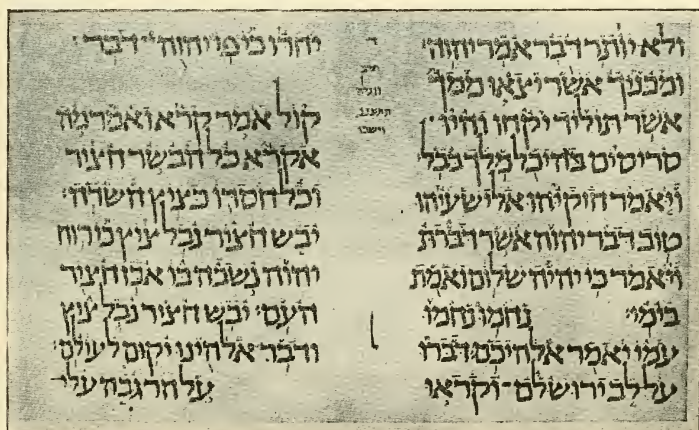 ולא יותר דבר אמר יהוה׃
ומבניך אשר יצאו ממך
אשר תוליד יקחו והיו
סריסים בהיכל מלך בבל׃
ויאמר חזקיהו אל ישעיהו
טוב דבר יהוה אשר דברת
ויאמר כי יהיה שלום ואמת
בימי׃ נחמו נחמו
עמי יאמר אלהיכם דברו
על לב ירושלם וקראו
יחדו כי פי יהוה דבר׃
קול אמר קרא ואמר מה
אקרא כל הבשר חציר
וכל חסדו כציץ השדה׃
יבש חציר נבל ציץ כי רוח
יהוה נשבה בו אכן חציר
העם׃ יבש חציר נבל ציץ
ודבר אלהינו יקום לעולם׃
על הר גבה עלי